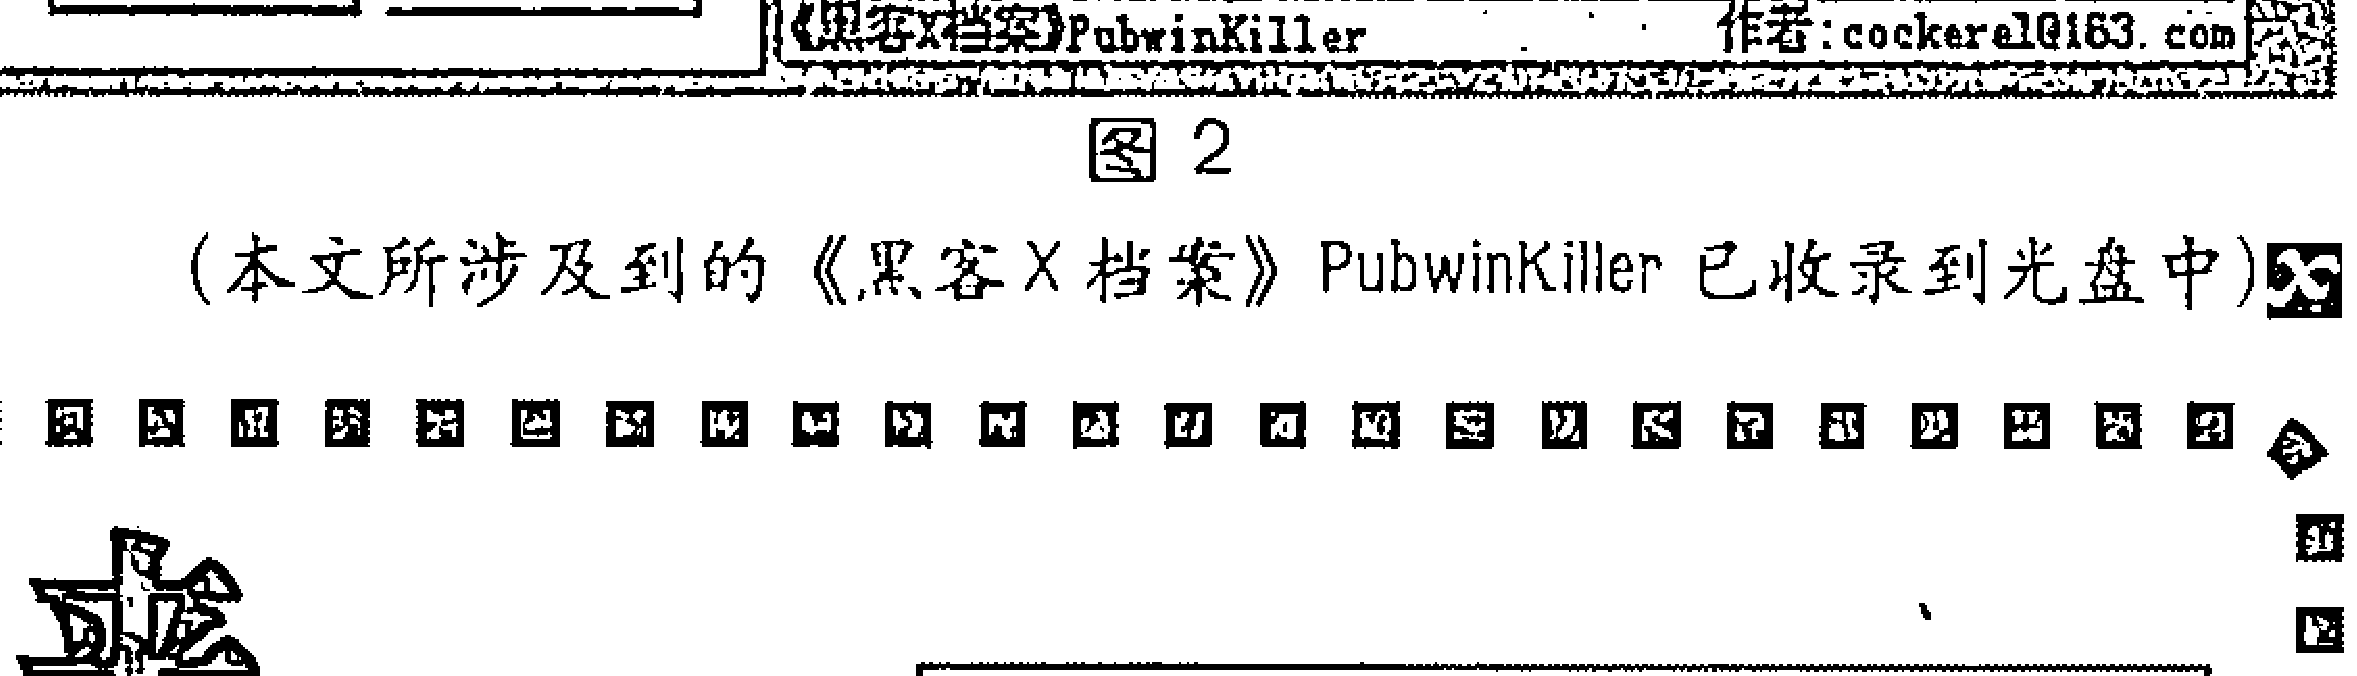 《黑客X档案》PubwinKiller 作者:cockerel@163.com
图 2
(本文所涉及到的《黑客X档案》PubwinKiller 已收录到光盘中)